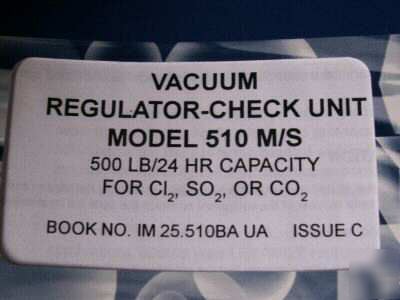 VACUUM
REGULATOR-CHECK UNIT
MODEL 510 M/S
500 LB/24 HR CAPACITY
FOR Cl₂, SO₂, OR CO₂
BOOK NO. IM 25.510BA UA ISSUE C